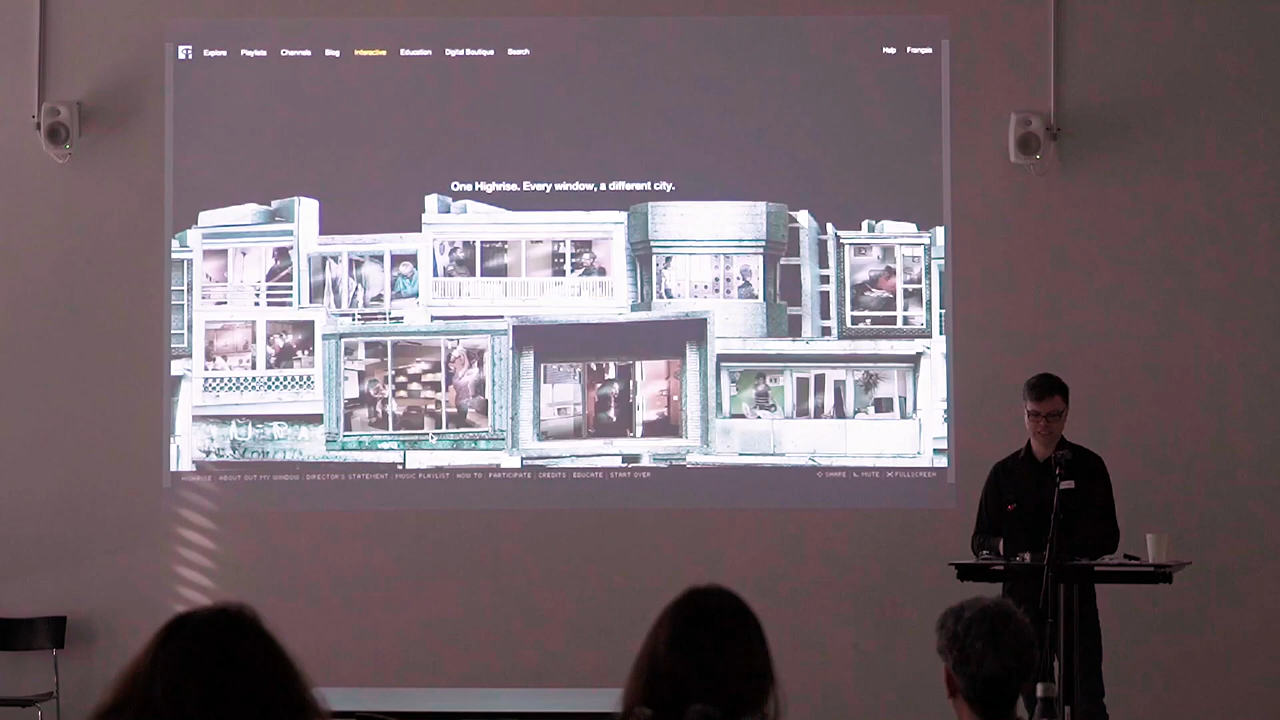 Explore Playlists Channels Blog Interactive Education Digital Boutique Search Help Français
One Highrise. Every window, a different city.
HIGHRISE | ABOUT OUT MY WINDOW | DIRECTOR'S STATEMENT | MUSIC PLAYLIST | HOW TO | PARTICIPATE | CREDITS | EDUCATE | START OVER SHARE | MUTE | FULLSCREEN